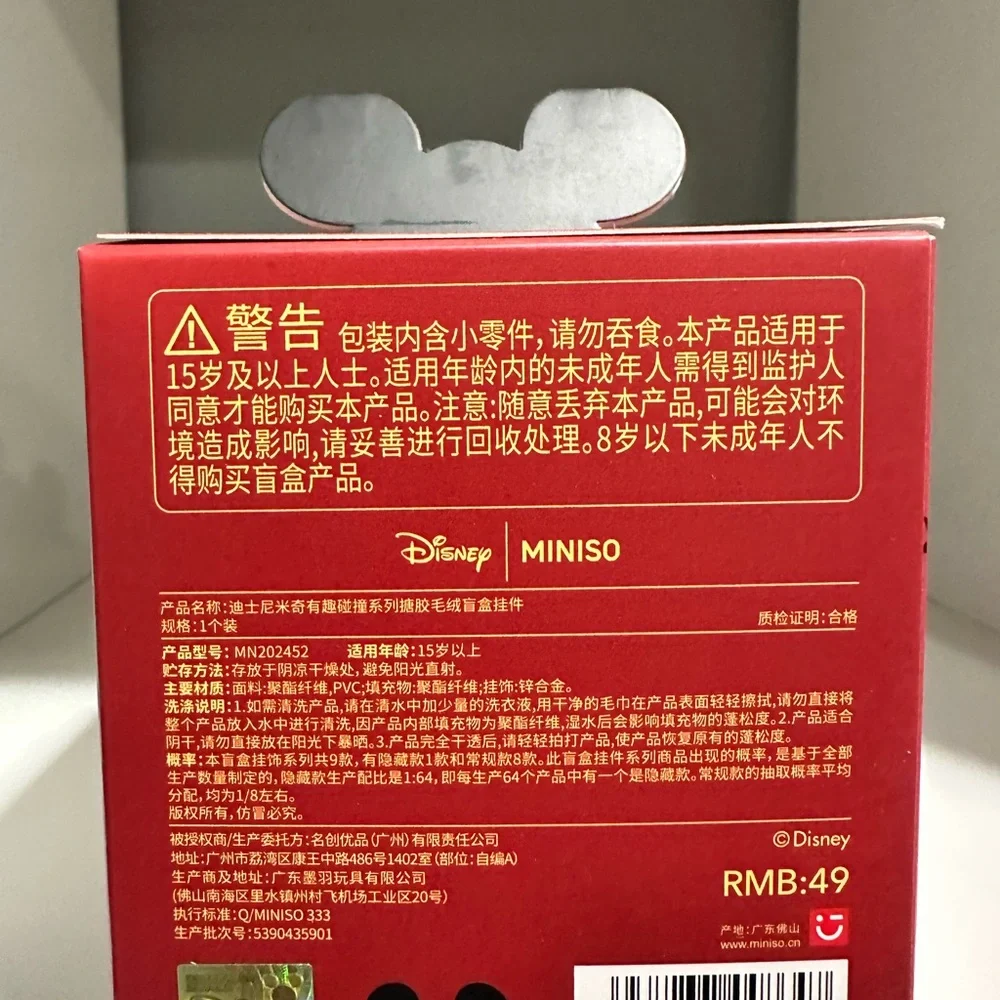 警告 包装内含小零件,请勿吞食。本产品适用于
15岁及以上人士。适用年龄内的未成年人需得到监护人
同意才能购买本产品。注意:随意丢弃本产品,可能会对环
境造成影响,请妥善进行回收处理。8岁以下未成年人不
得购买盲盒产品。
Disney MINISO
产品名称:迪士尼米奇有趣碰撞系列搪胶毛绒盲盒挂件
规格:1个装 质检证明:合格
产品型号: MN202452 适用年龄:15岁以上
贮存方法:存放于阴凉干燥处,避免阳光直射。
主要材质:面料:聚酯纤维,PVC;填充物:聚酯纤维;挂饰:锌合金。
洗涤说明:1.如需清洗产品,请在清水中加少量的洗衣液,用干净的毛巾在产品表面轻轻擦拭,请勿直接将
整个产品放入水中进行清洗,因产品内部填充物为聚酯纤维,湿水后会影响填充物的蓬松度。2.产品适合
阴干,请勿直接放在阳光下暴晒。3.产品完全干透后,请轻轻拍打产品,使产品恢复原有的蓬松度。
概率:本盲盒挂饰系列共9款,有隐藏款1款和常规款8款。此盲盒挂件系列商品出现的概率,是基于全部
生产数量制定的,隐藏款生产配比是1:64,即每生产64个产品中有一个是隐藏款。常规款的抽取概率平均
分配,均为1/8左右。
版权所有,仿冒必究。
被授权商/生产委托方:名创优品(广州)有限责任公司 ©Disney
地址:广州市荔湾区康王中路486号1402室(部位:自编A)
生产商及地址:广东墨羽玩具有限公司 RMB:49
(佛山南海区里水镇州村飞机场工业区20号)
执行标准:Q/MINISO 333
产地:广东佛山
生产批次号:5390435901
www.miniso.cn